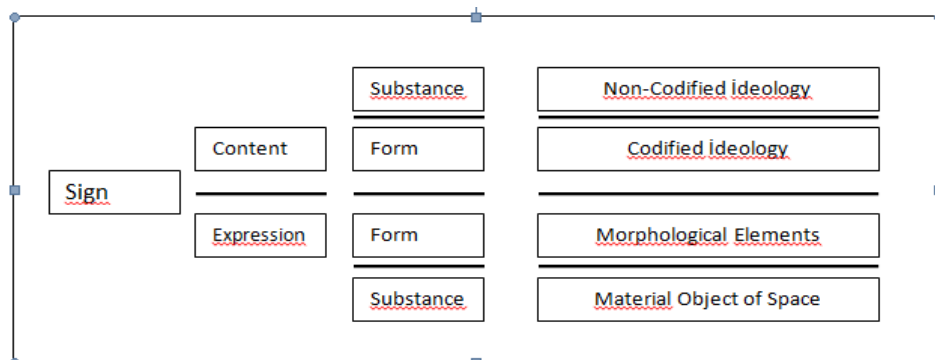 Substance Non-Codified İdeology
Content Form Codified İdeology
Sign
Expression Form Morphological Elements
Substance Material Object of Space